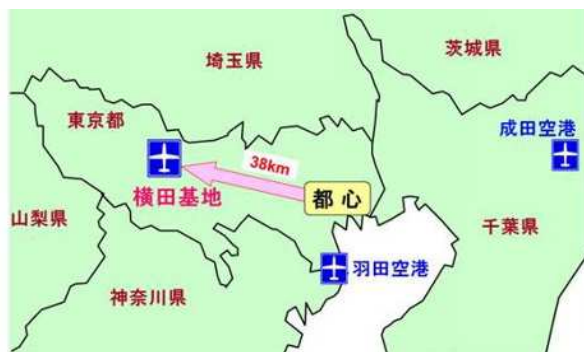 茨城県
埼玉県
東京都
成田空港
38km
横田基地
都心
山梨県
千葉県
羽田空港
神奈川県